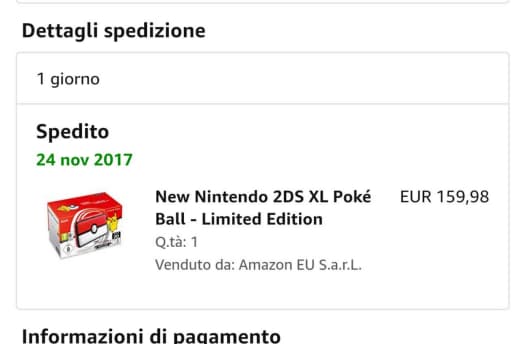 Dettagli spedizione
1 giorno
Spedito
24 nov 2017
New Nintendo 2DS XL Poké
EUR 159,98
Ball - Limited Edition
Q.tà: 1
Venduto da: Amazon EU S.a.r.L.
Informazioni di pagamento